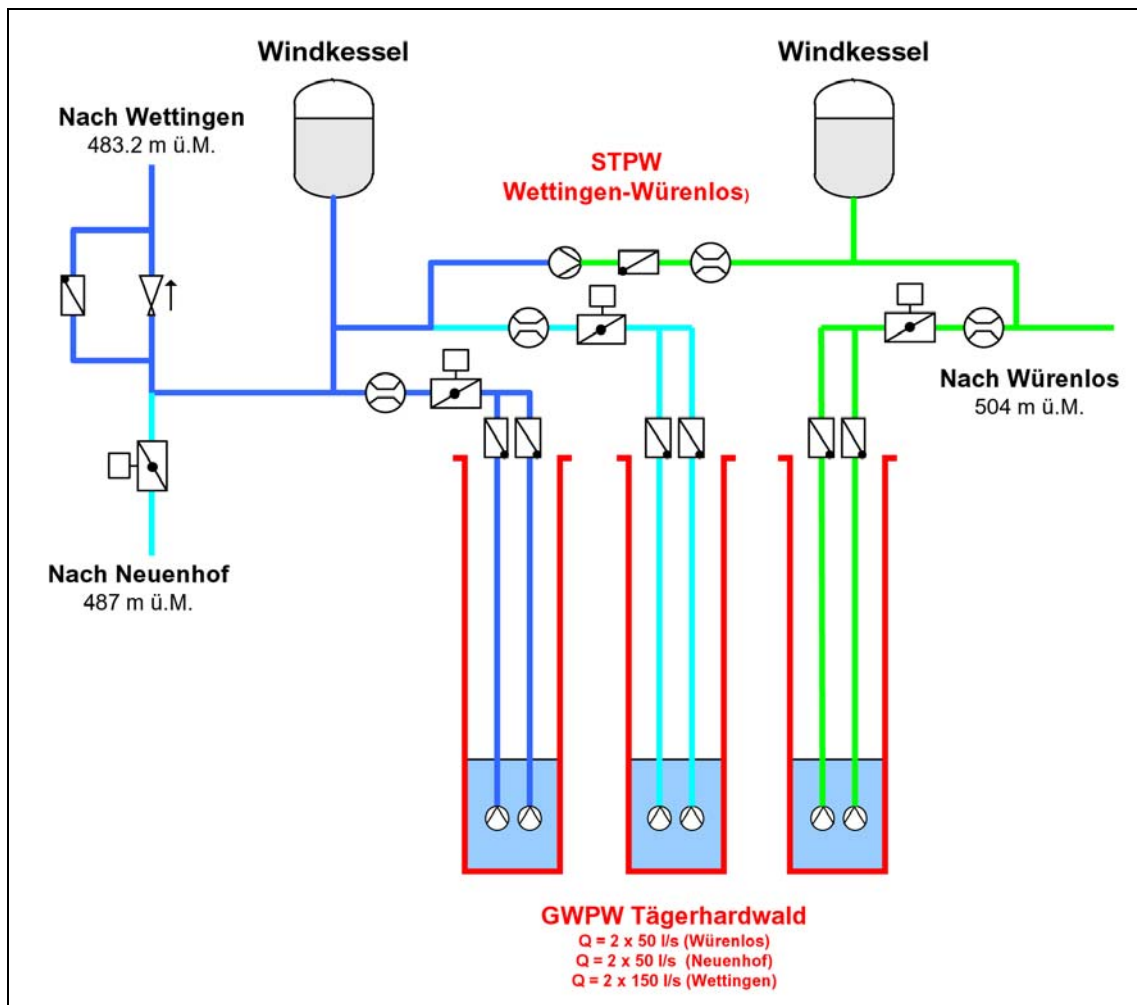 Windkessel
Windkessel
Nach Wettingen
483.2 m ü.M.
STPW
Wettingen-Würenlos)
Nach Würenlos
504 m ü.M.
Nach Neuenhof
487 m ü.M.
GWPW Tägerhardwald
Q = 2 x 50 l/s (Würenlos)
Q = 2 x 50 l/s (Neuenhof)
Q = 2 x 150 l/s (Wettingen)